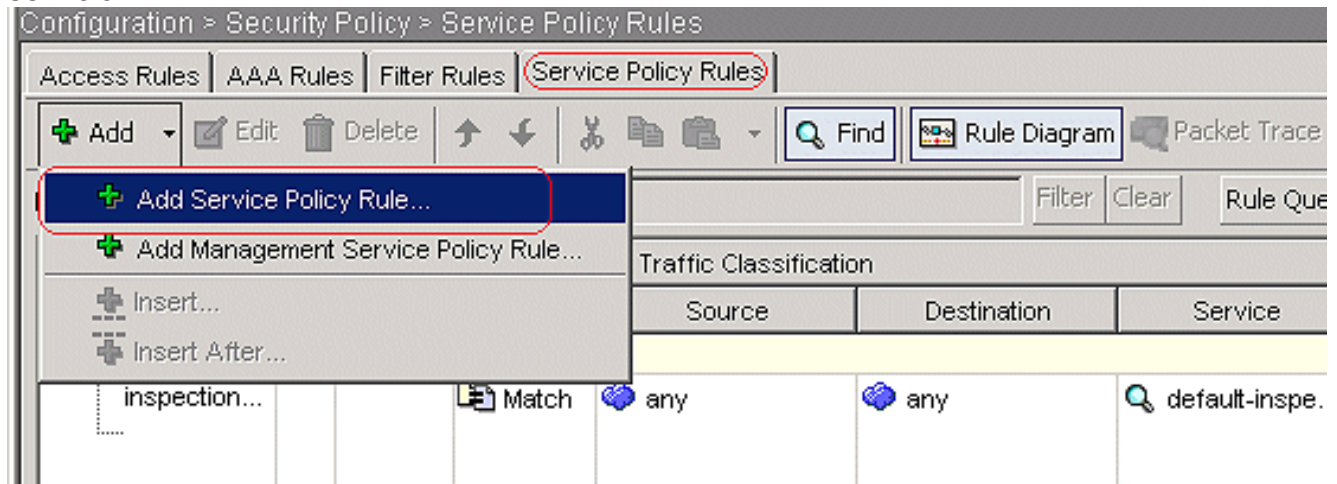 Configuration > Security Policy > Service Policy Rules
Access Rules AAA Rules Filter Rules Service Policy Rules
Add Edit Delete Find Rule Diagram Packet Trace
Add Service Policy Rule... Filter Clear Rule Que
Add Management Service Policy Rule... Traffic Classification
Insert... Source Destination Service
Insert After...
inspection... Match any any default-inspe.